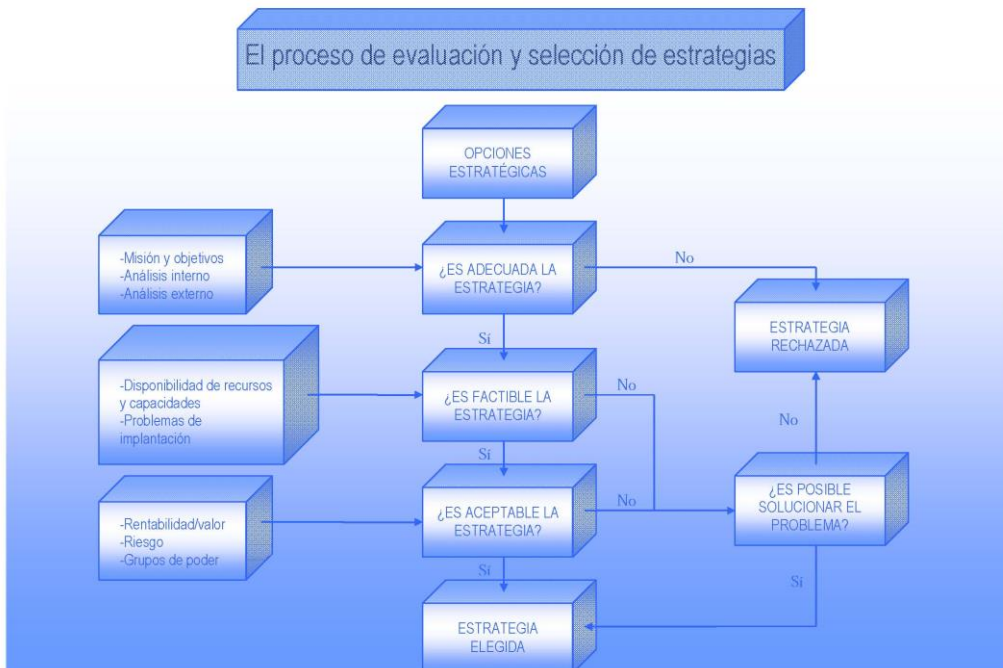 El proceso de evaluación y selección de estrategias
OPCIONES
ESTRATÉGICAS
-Misión y objetivos
-Análisis interno
-Análisis externo
¿ES ADECUADA LA
ESTRATEGIA?
No
ESTRATEGIA
RECHAZADA
Sí
-Disponibilidad de recursos
y capacidades
-Problemas de
implantación
¿ES FACTIBLE LA
ESTRATEGIA?
No
No
Sí
-Rentabilidad/valor
-Riesgo
-Grupos de poder
¿ES ACEPTABLE LA
ESTRATEGIA?
No
¿ES POSIBLE
SOLUCIONAR EL
PROBLEMA?
Sí
Sí
ESTRATEGIA
ELEGIDA